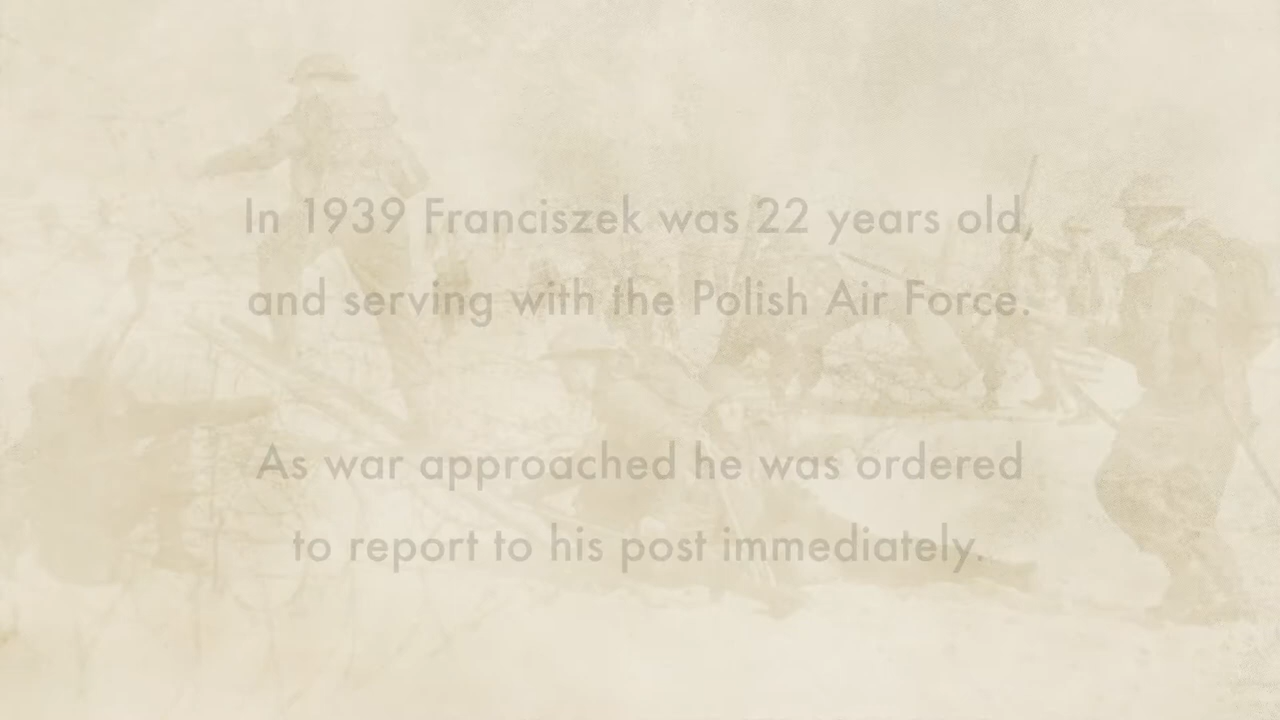 In 1939 Franciszek was 22 years old,
and serving with the Polish Air Force.
As war approached he was ordered
to report to his post immediately.